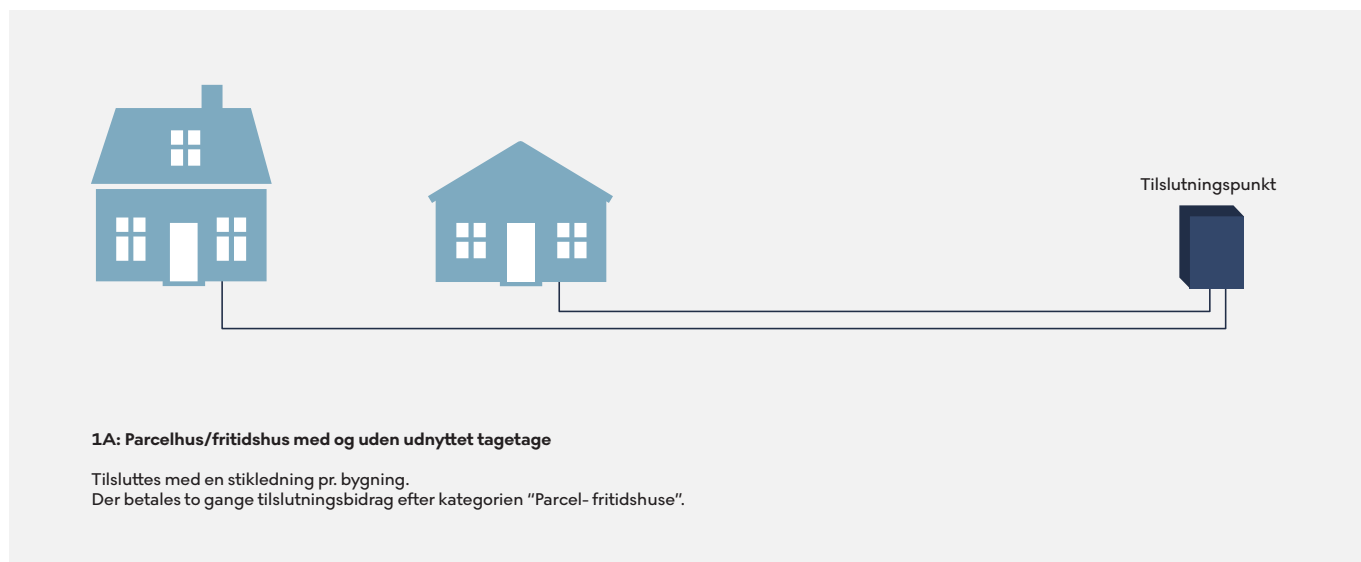 Tilslutningspunkt
1A: Parcelhus/fritidshus med og uden udnyttet tagetage
Tilsluttes med en stikledning pr. bygning.
Der betales to gange tilslutningsbidrag efter kategorien “Parcel- fritidshuse”.